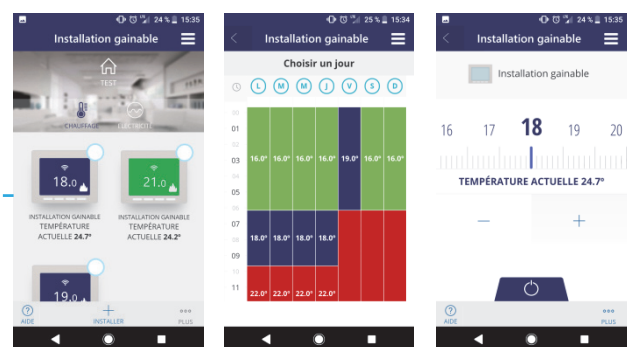 24 % 15:35
Installation gainable
TEST
CHAUFFAGE
ELECTRICITÉ
18.0
21.0
INSTALLATION GAINABLE
TEMPÉRATURE
ACTUELLE 24.7°
INSTALLATION GAINABLE
TEMPÉRATURE
ACTUELLE 24.2°
19.0
AIDE
INSTALLER
PLUS
25 % 15:34
Installation gainable
Choisir un jour
L M M J V S D
01
03 16.0° 16.0° 16.0° 16.0° 19.0° 16.0° 16.0°
05
07
18.0° 18.0° 18.0° 18.0°
09
11 22.0° 22.0° 22.0° 22.0°
24 % 15:35
Installation gainable
Installation gainable
16 17 18 19 20
TEMPÉRATURE ACTUELLE 24.7°
− +
AIDE
PLUS